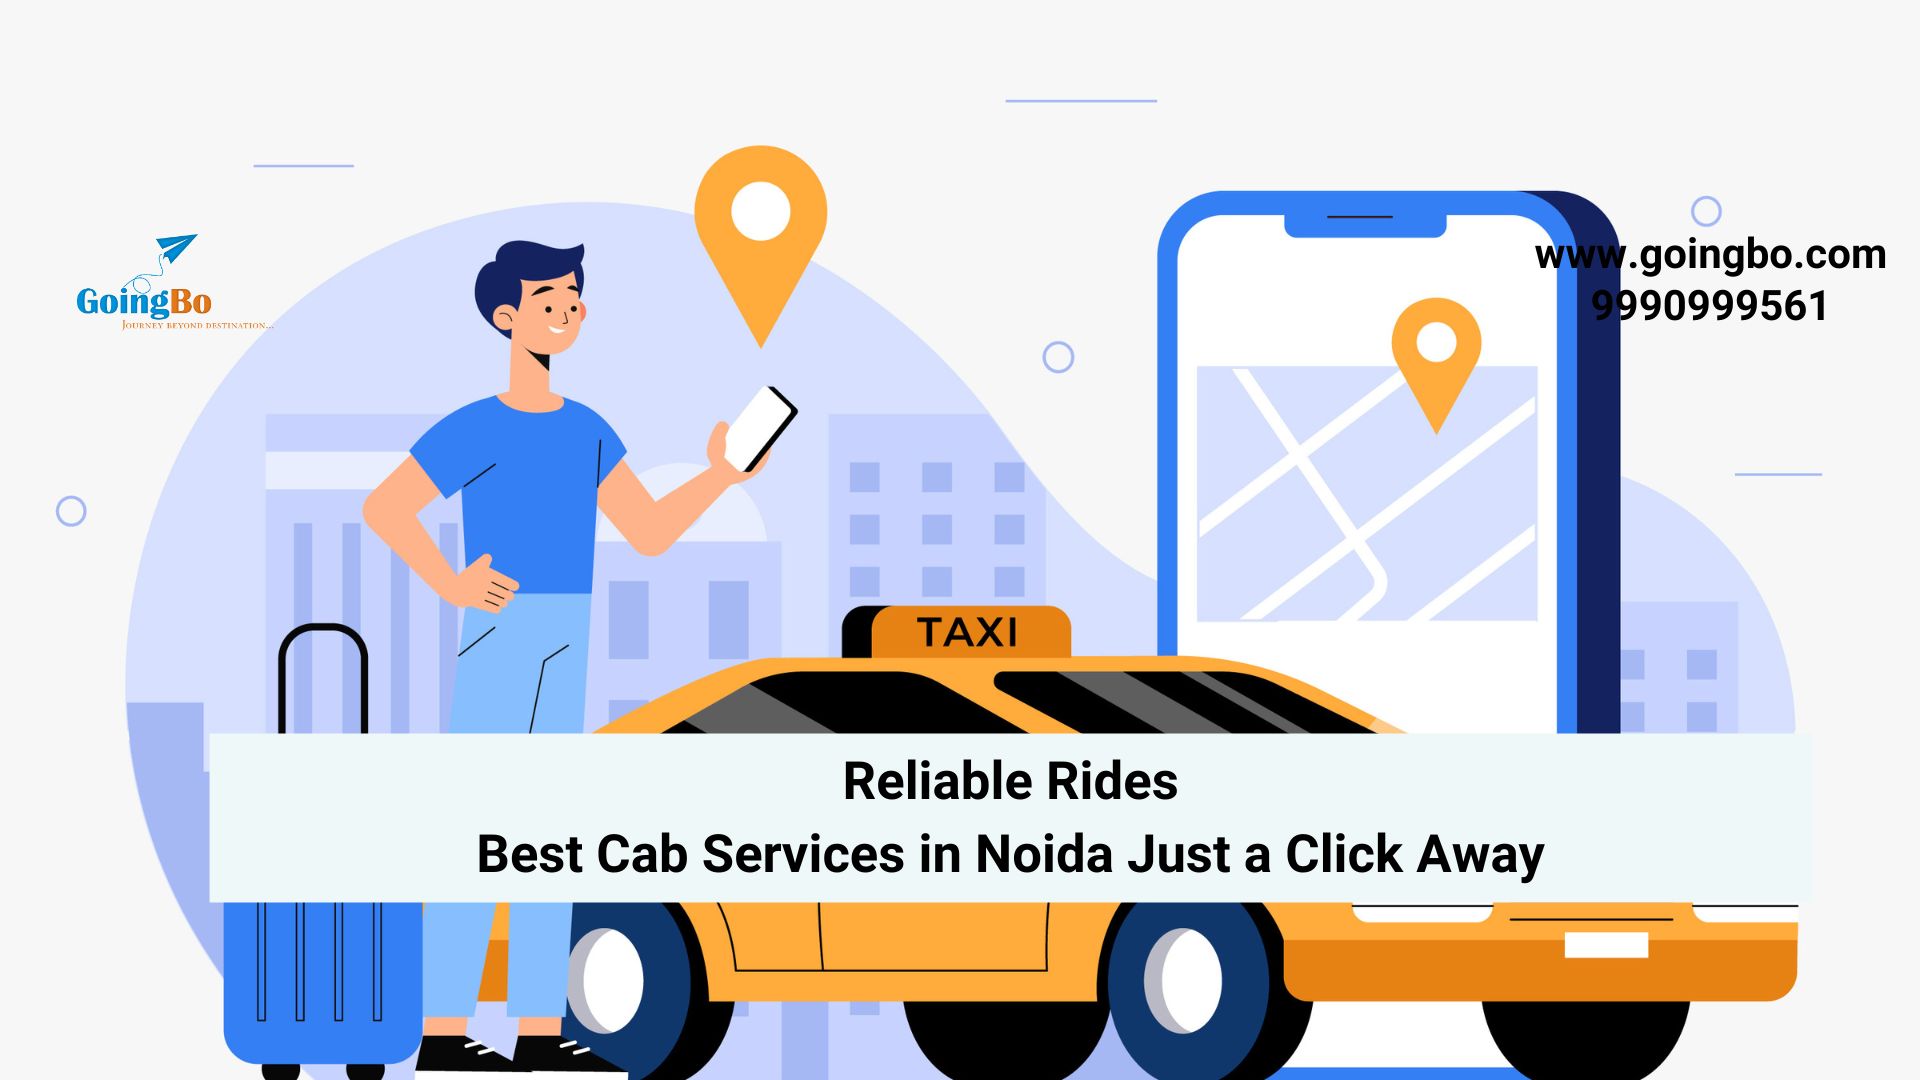 GoingBo
JOURNEY BEYOND DESTINATION...
www.goingbo.com
9990999561
TAXI
Reliable Rides
Best Cab Services in Noida Just a Click Away